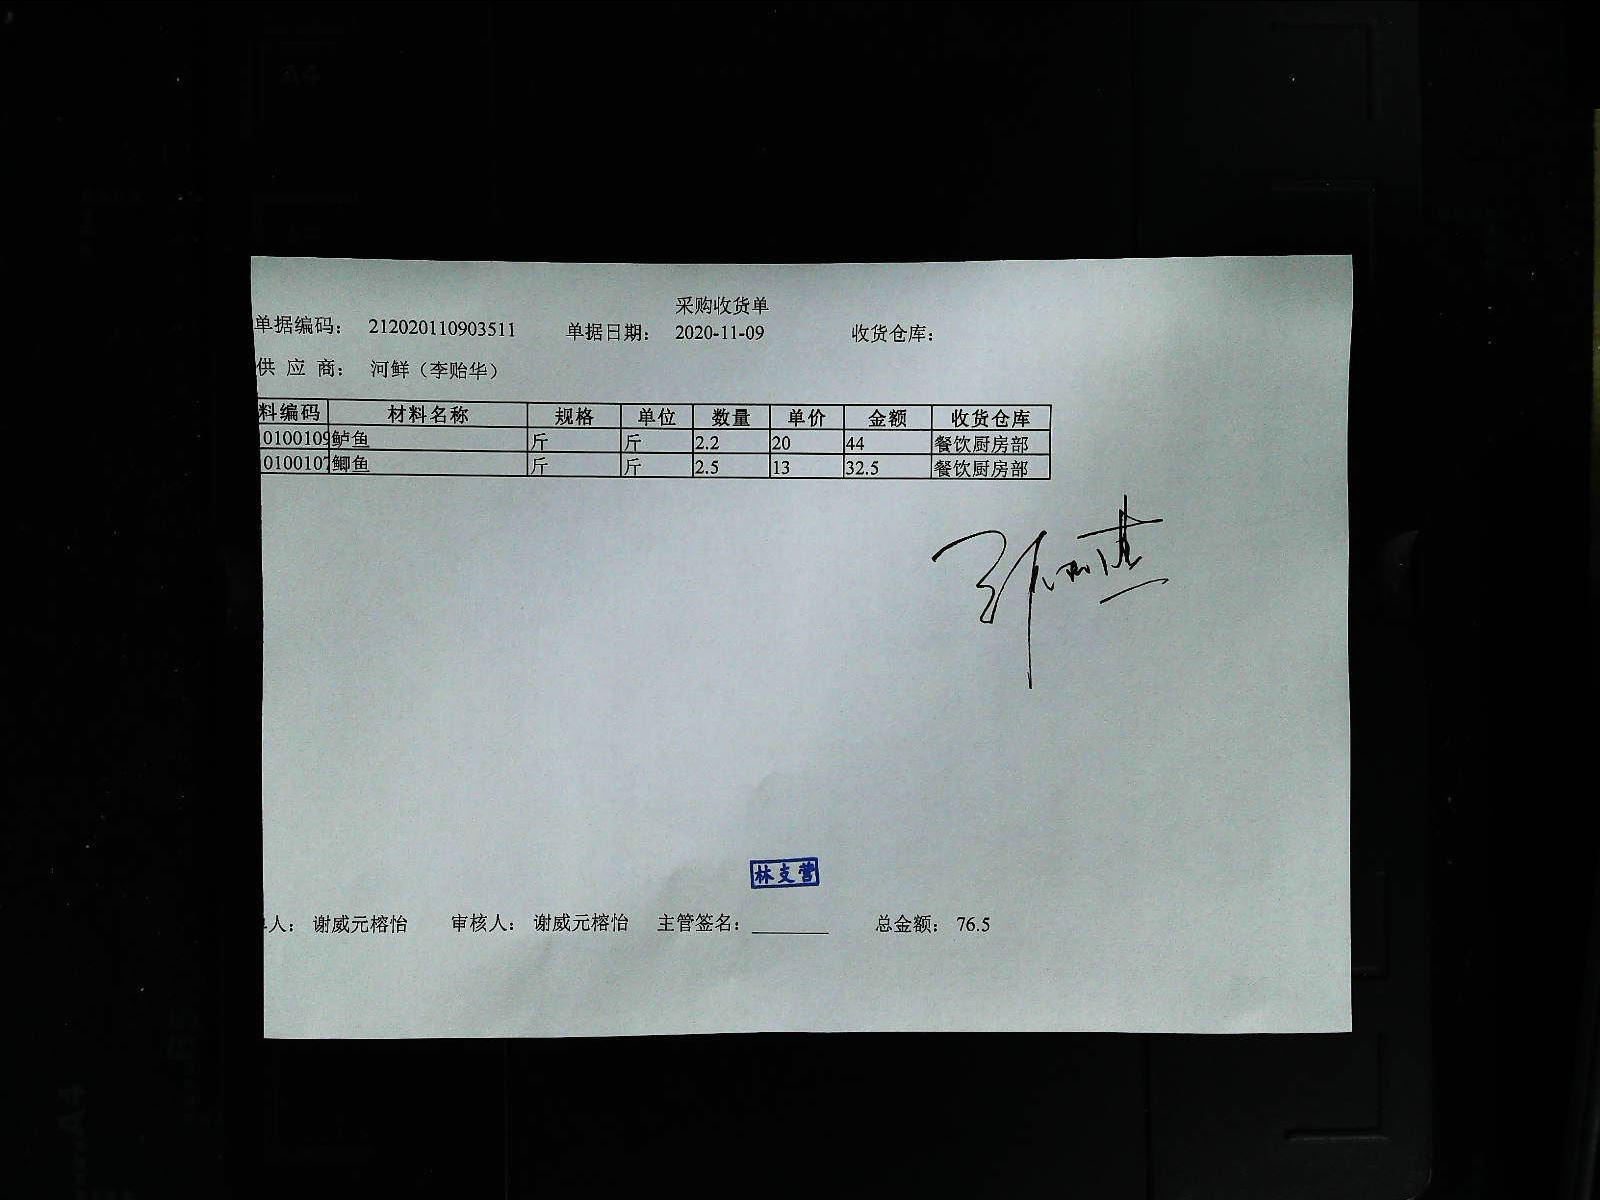 采购收货单
单据编码： 212020110903511 单据日期： 2020-11-09 收货仓库：
供 应 商： 河鲜（李贻华）
料编码 材料名称 规格 单位 数量 单价 金额 收货仓库
0100109 鲈鱼 斤 斤 2.2 20 44 餐饮厨房部
0100107 鲫鱼 斤 斤 2.5 13 32.5 餐饮厨房部
林支营
人： 谢威元榕怡 审核人： 谢威元榕怡 主管签名：________ 总金额： 76.5